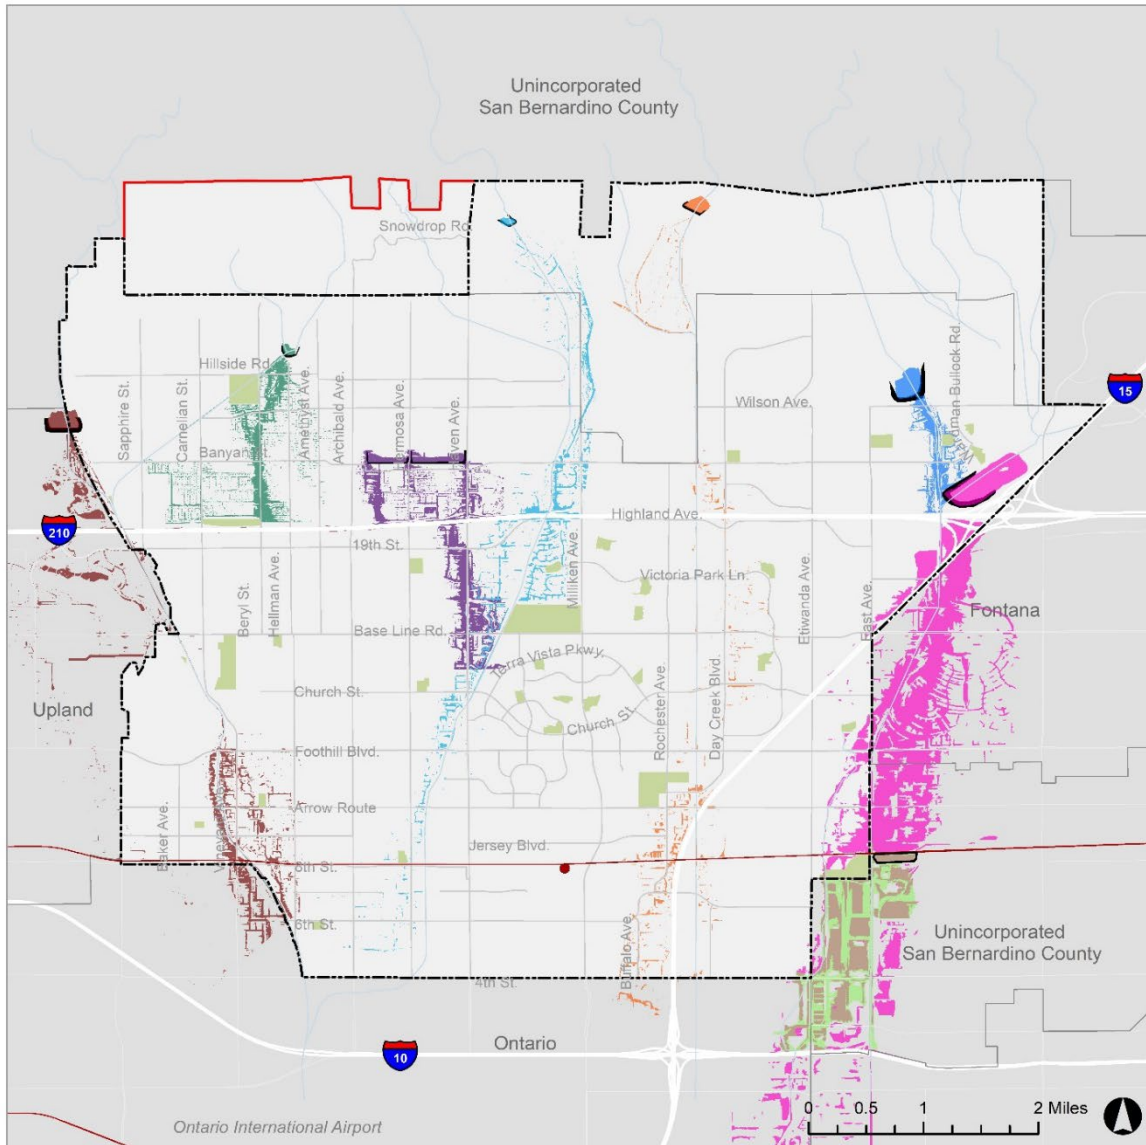 Unincorporated
San Bernardino County
Snowdrop Rd.
Hillside Rd.
Wilson Ave.
15
Sapphire St.
Carnelian St.
Amethyst Ave.
Archibald Ave.
Wardman Bullock Rd.
Banyan St.
210
Highland Ave.
19th St.
Milliken Ave.
Victoria Park Ln.
Beryl St.
Hellman Ave.
Etiwanda Ave.
East Ave.
Fontana
Base Line Rd.
Terra Vista Pkwy.
Church St.
Church St.
Rochester Ave.
Day Creek Blvd.
Upland
Foothill Blvd.
Arrow Route
Baker Ave.
Jersey Blvd.
8th St.
6th St.
Unincorporated
San Bernardino County
Buffalo Ave.
4th St.
Ontario
10
Ontario International Airport
0 0.5 1 2 Miles